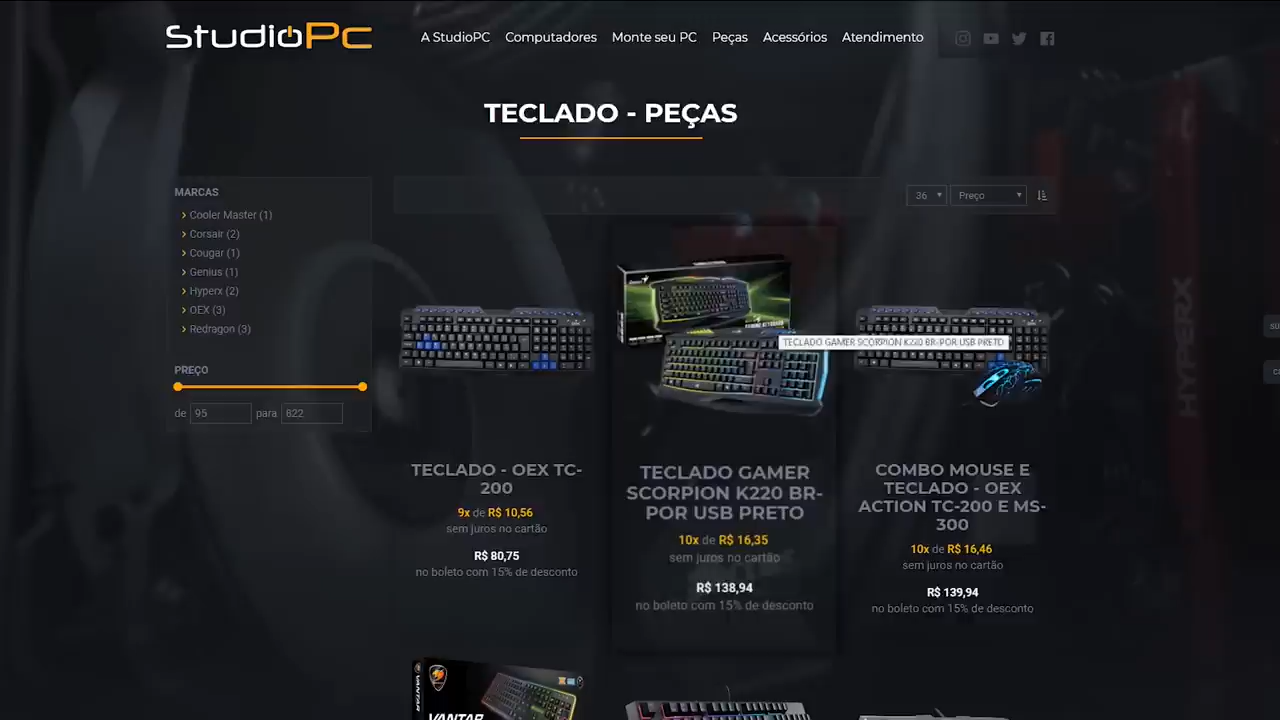 StudioPc
A StudioPC Computadores Monte seu PC Peças Acessórios Atendimento
TECLADO - PEÇAS
MARCAS
Cooler Master (1)
Corsair (2)
Cougar (1)
Genius (1)
Hyperx (2)
OEX (3)
Redragon (3)
PREÇO
de 95 para 822
36 Preço
TECLADO GAMER SCORPION K220 BR-POR USB PRETO
TECLADO - OEX TC-
200
9x de R$ 10,56
sem juros no cartão
R$ 80,75
no boleto com 15% de desconto
TECLADO GAMER
SCORPION K220 BR-
POR USB PRETO
10x de R$ 16,35
sem juros no cartão
R$ 138,94
no boleto com 15% de desconto
COMBO MOUSE E
TECLADO - OEX
ACTION TC-200 E MS-
300
10x de R$ 16,46
sem juros no cartão
R$ 139,94
no boleto com 15% de desconto
VANTAR
VANTAR
HYPERX